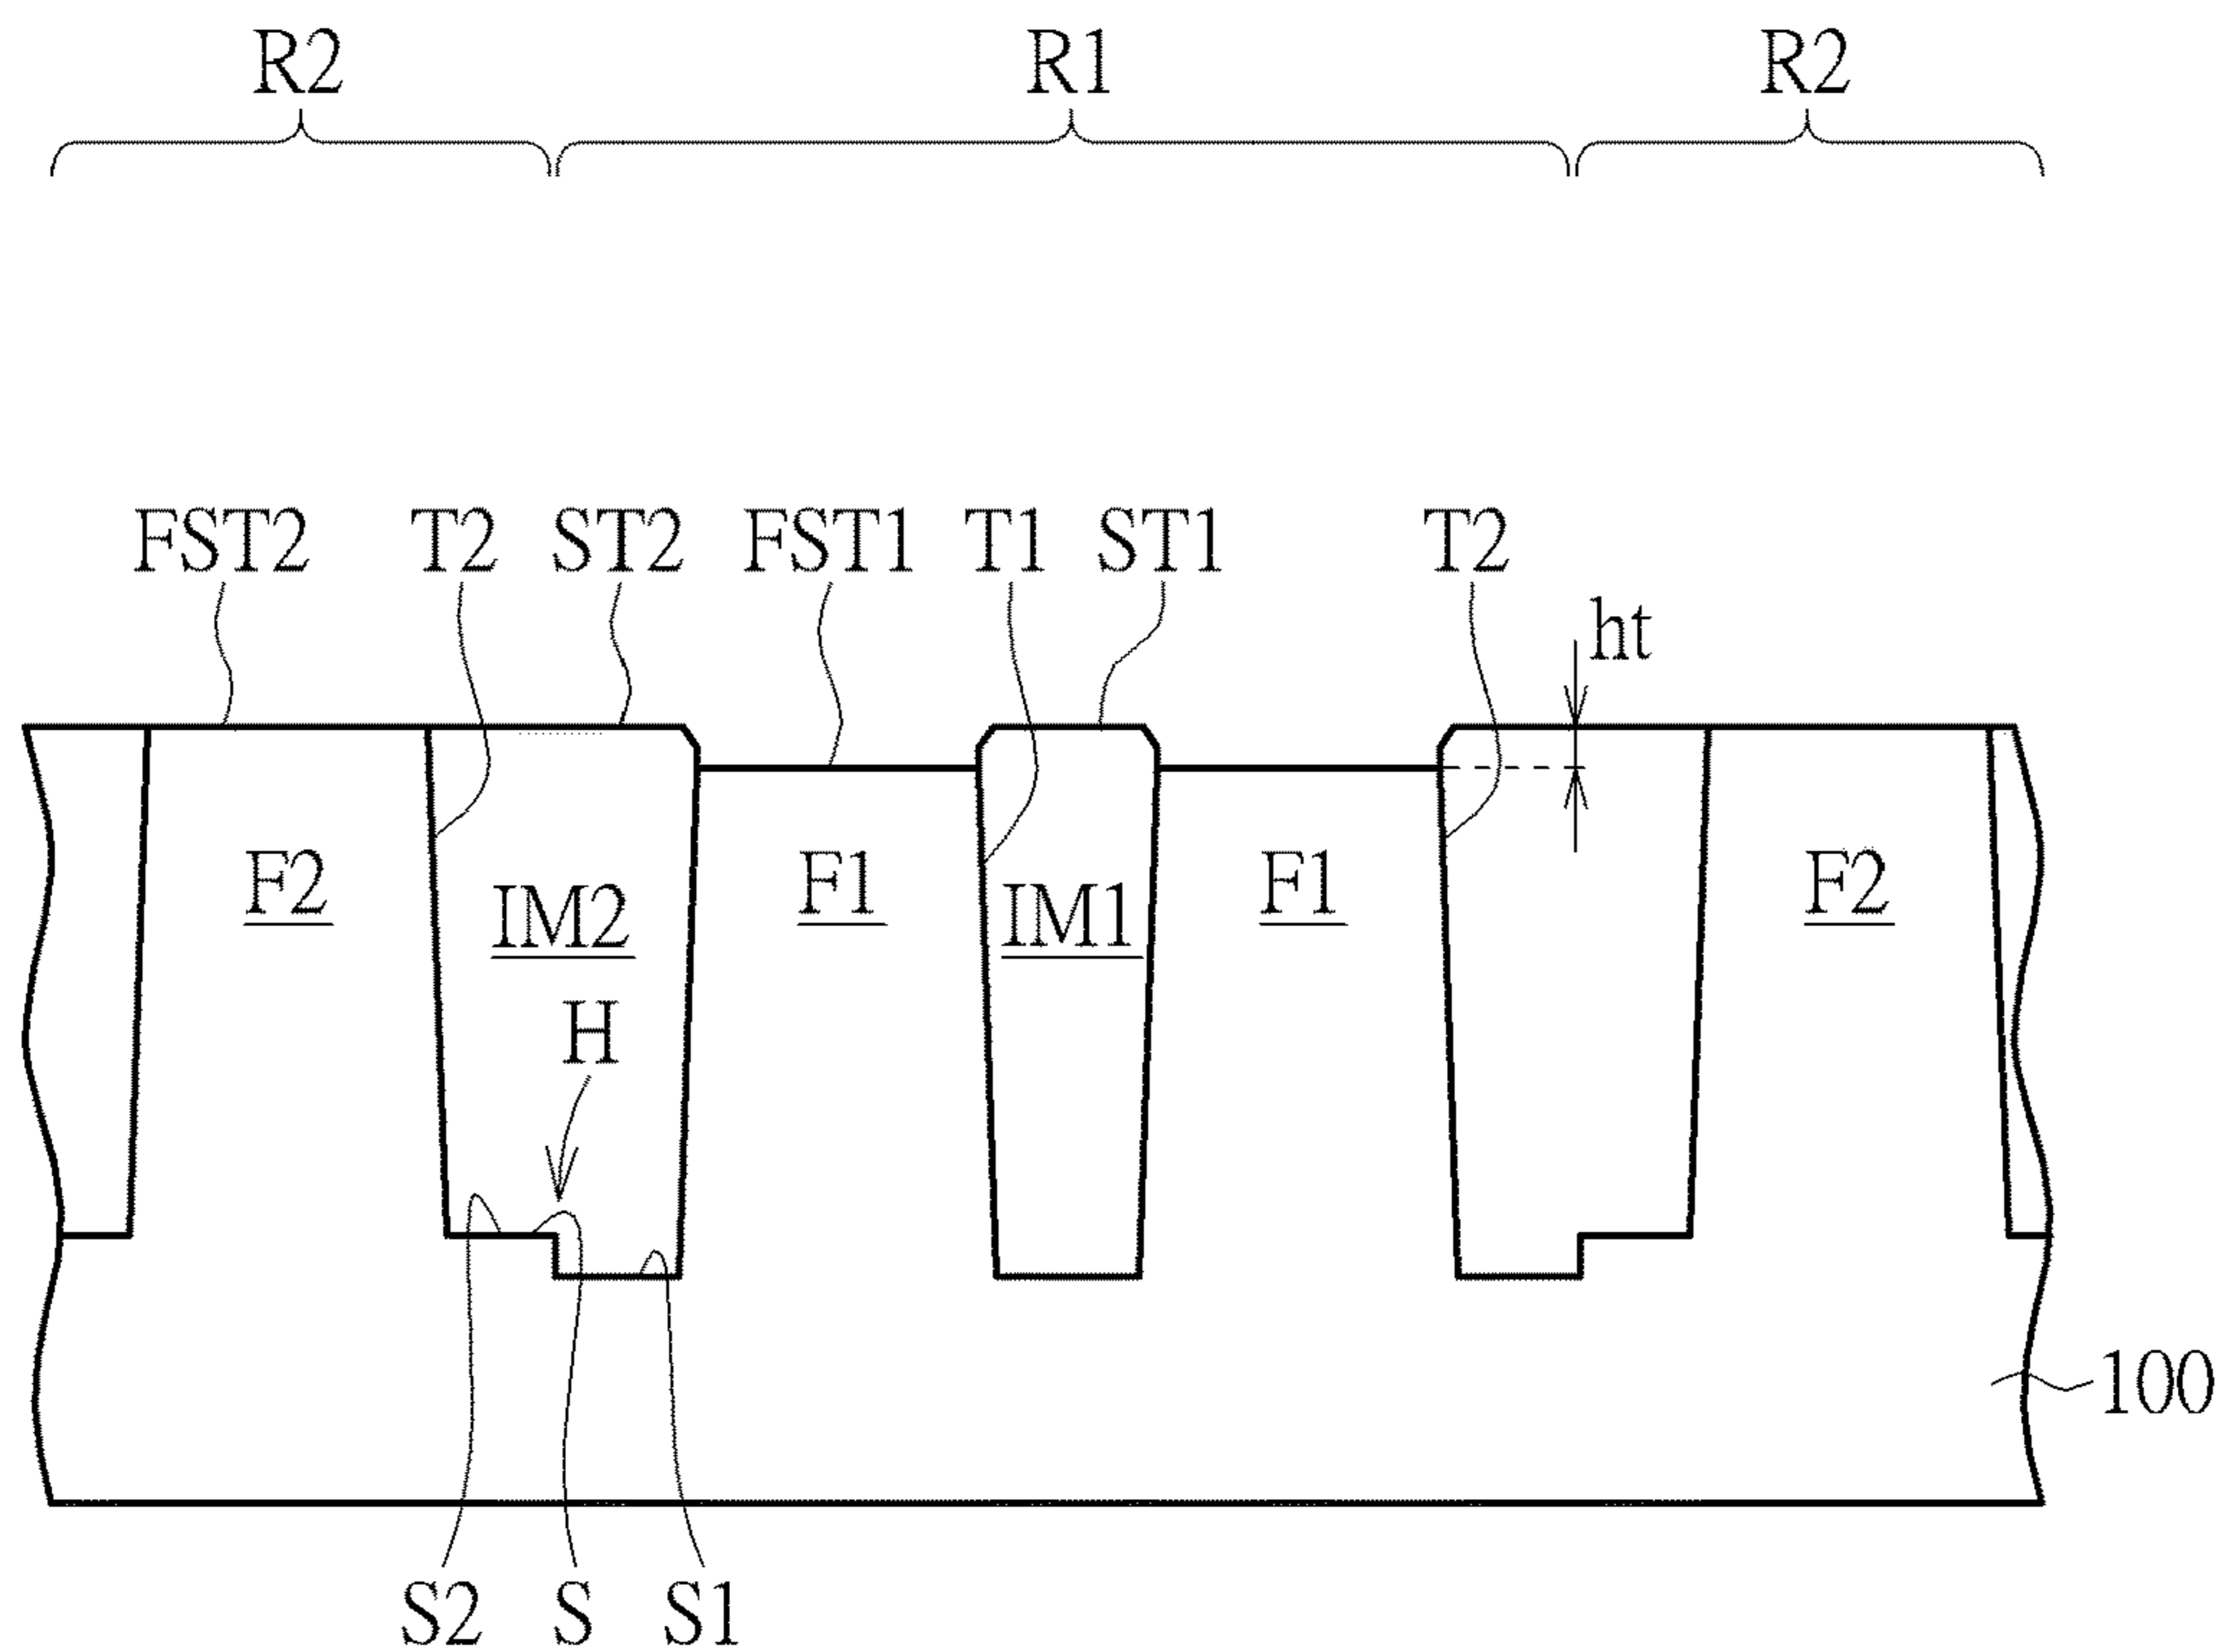 R2 R1 R2
FST2 T2 ST2 FST1 T1 ST1 T2
ht
F2 IM2 F1 IM1 F1 F2
H
100
S2 S S1